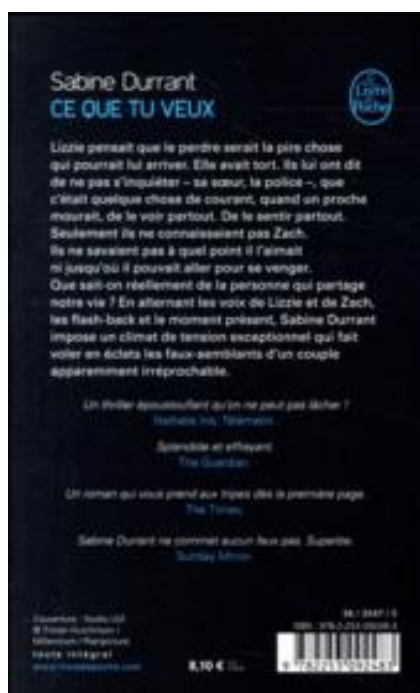 Sabine Durrant
CE QUE TU VEUX
Le Livre de Poche
Lizzie pensait que le perdre serait la pire chose
qui pourrait lui arriver. Elle avait tort. Ils lui ont dit
de ne pas s'inquiéter – sa sœur, la police –, que
c'était quelque chose de courant, quand un proche
mourait, de le voir partout. De le sentir partout.
Seulement ils ne connaissaient pas Zach.
Ils ne savaient pas à quel point il l'aimait
ni jusqu'où il pouvait aller pour se venger.
Que sait-on réellement de la personne qui partage
notre vie ? En alternant les voix de Lizzie et de Zach,
les flash-back et le moment présent, Sabine Durrant
impose un climat de tension exceptionnel qui fait
voler en éclats les faux-semblants d'un couple
apparemment irréprochable.
Un thriller époustouflant qu'on ne peut pas lâcher !
Télématin
Splendide et effrayant.
The Guardian
Un roman qui vous prend aux tripes dès la première page.
The Times
Sabine Durrant ne commet aucun faux pas. Superbe.
Sunday Mirror
Couverture : Studio LGF
texte intégral
8,10 €